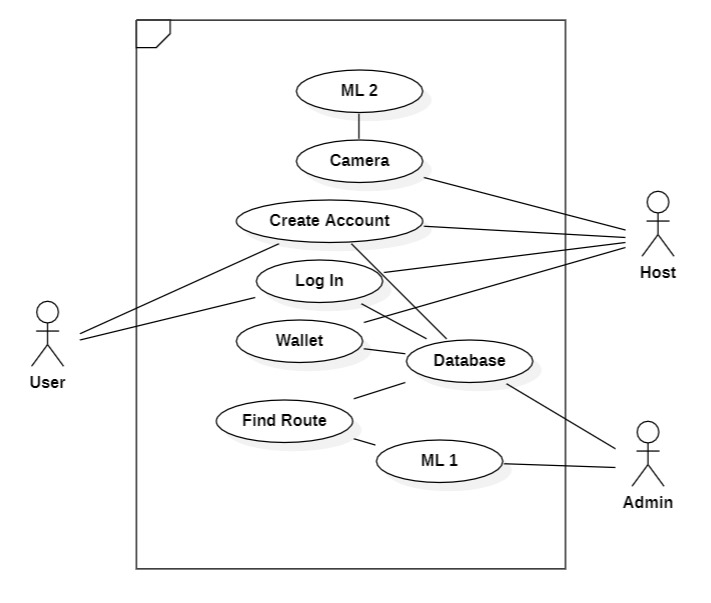 ML 2
Camera
Create Account
Host
Log In
User
Wallet
Database
Find Route
ML 1
Admin